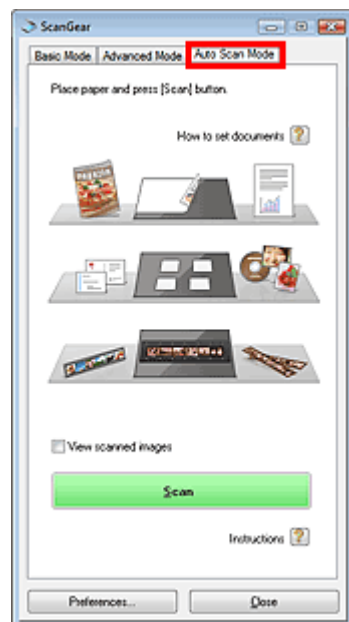 ScanGear
Basic Mode Advanced Mode Auto Scan Mode
Place paper and press [Scan] button.
How to set documents ?
View scanned images
Scan
Instructions ?
Preferences... Close